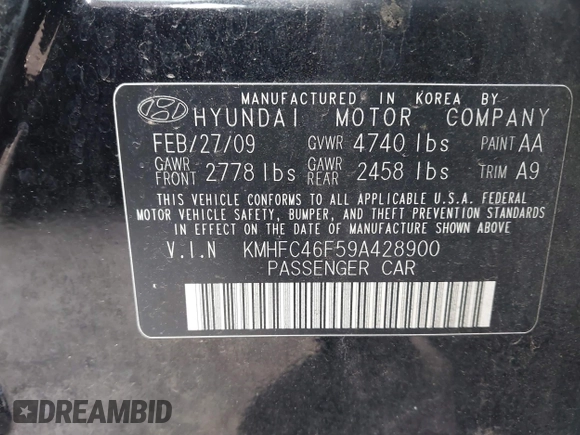 MANUFACTURED IN KOREA BY
HYUNDAI MOTOR COMPANY
FEB/27/09 GVWR 4740 lbs PAINT AA
GAWR FRONT 2778 lbs GAWR REAR 2458 lbs TRIM A9
THIS VEHICLE CONFORMS TO ALL APPLICABLE U.S.A. FEDERAL
MOTOR VEHICLE SAFETY, BUMPER, AND THEFT PREVENTION STANDARDS
IN EFFECT ON THE DATE OF MANUFACTURE SHOWN ABOVE
V.I.N KMHFC46F59A428900
PASSENGER CAR
DREAMBID